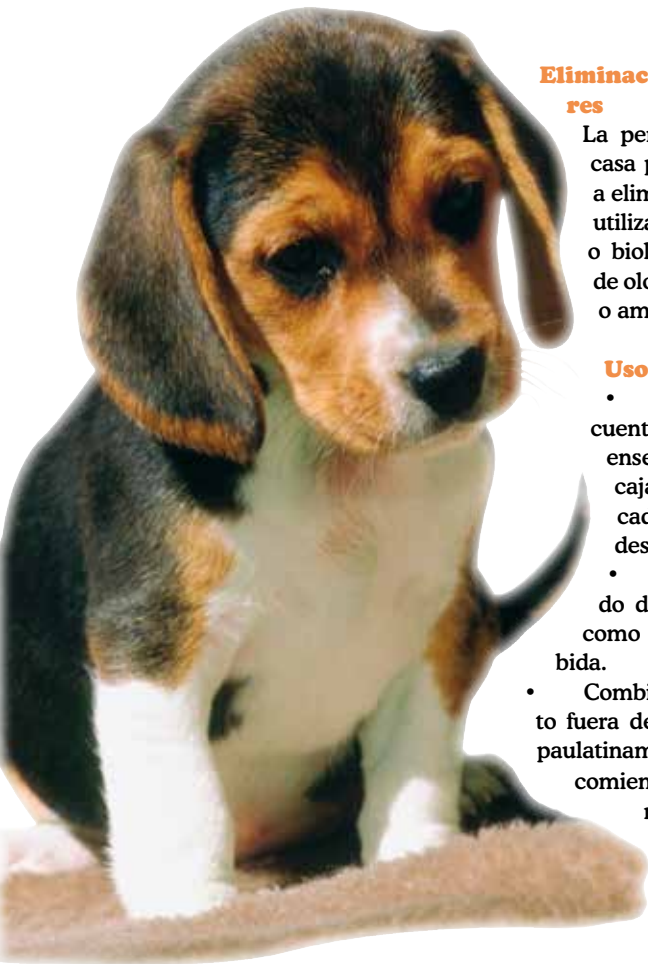 Eliminac
res
La per
casa p
a elim
utiliza
o biol
de olo
o am
Uso
•
cuent
ense
caja
cad
des
•
do d
como
bida.
• Combi
to fuera de
paulatinam
comien
r